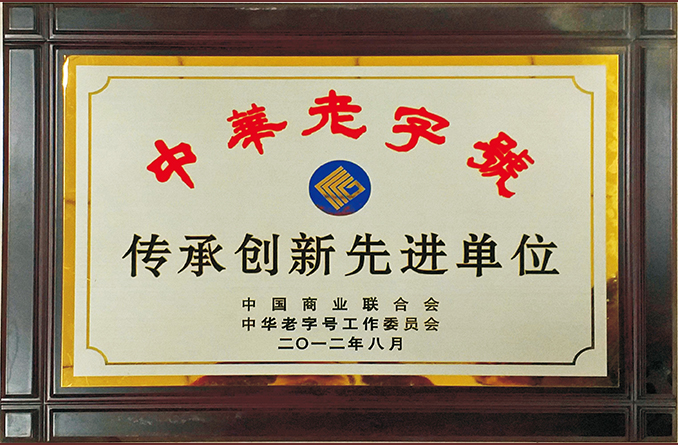 中華老字號
传承创新先进单位
中国商业联合会
中华老字号工作委员会
二〇一二年八月